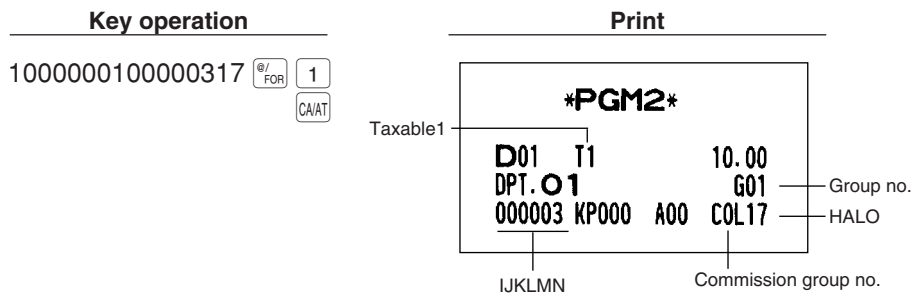 Key operation
Print
1000000100000317 @/FOR 1
CA/AT
*PGM2*
Taxable1
D01 T1 10.00
DPT.01 G01
Group no.
000003 KP000 A00 C0L17
HALO
IJKLMN
Commission group no.